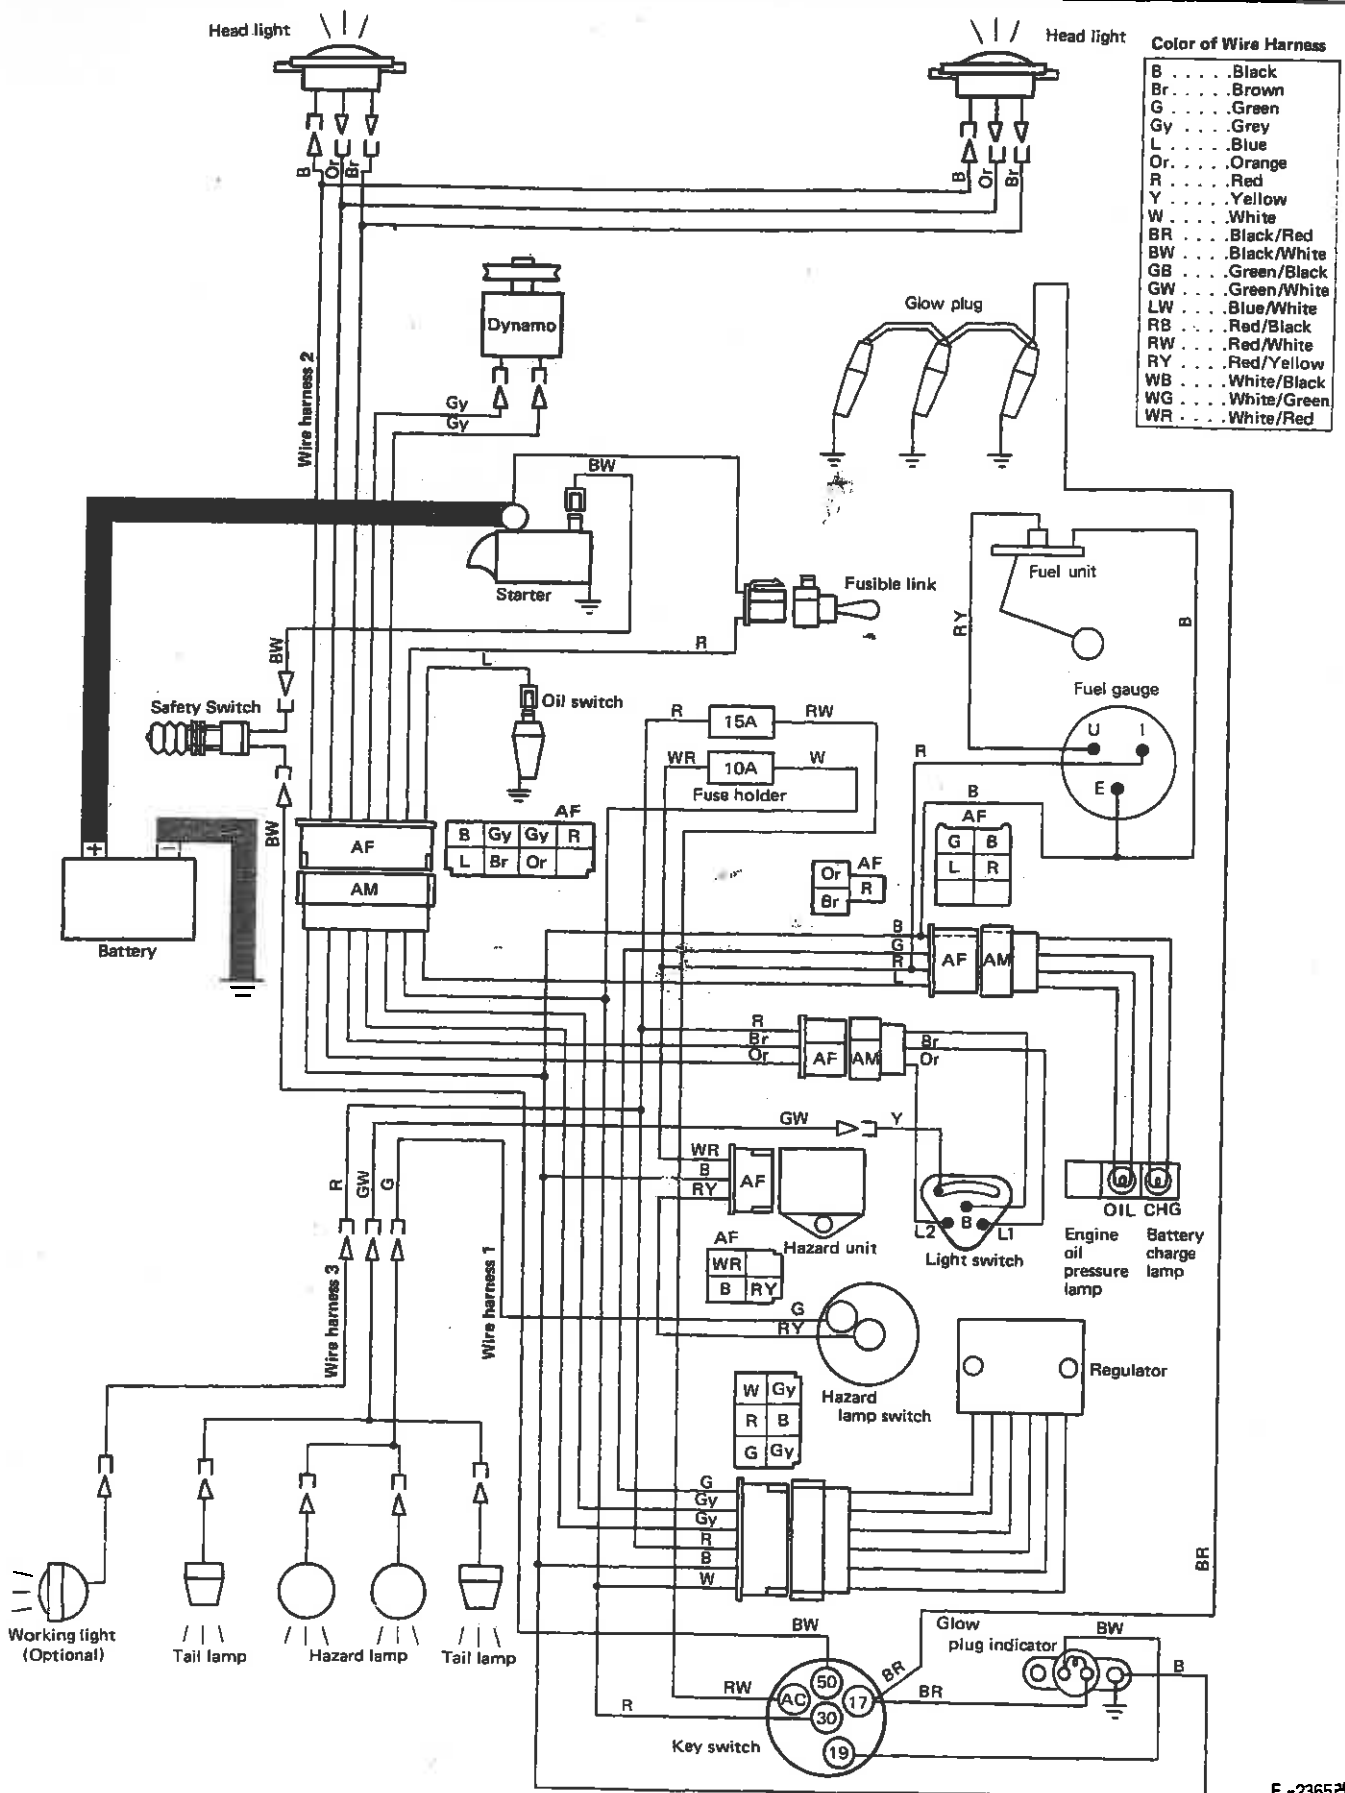 Head light
Head light
Color of Wire Harness
B . . . . . Black
Br . . . . . Brown
G . . . . . Green
Gy . . . . Grey
L . . . . . Blue
Or . . . . . Orange
R . . . . . Red
Y . . . . . Yellow
W . . . . . White
BR . . . . Black/Red
BW . . . . Black/White
GB . . . . Green/Black
GW . . . . Green/White
LW . . . . Blue/White
RB . . . . Red/Black
RW . . . . Red/White
RY . . . . Red/Yellow
WB . . . . White/Black
WG . . . . White/Green
WR . . . . White/Red
B Or Br
B Or Br
Dynamo
Glow plug
Wire harness 2
Gy
Gy
BW
Starter
Fusible link
Fuel unit
RY
B
BW
R
L
Safety Switch
Oil switch
Fuel gauge
U I
E
R 15A RW
WR 10A W
Fuse holder
R
B
BW
+ −
Battery
AF
AM
AF
B Gy Gy R
L Br Or
AF
G B
L R
AF
Or R
Br
B
G
R
L
AF AM
R
Br
Or
AF AM
Br
Or
GW Y
R GW G
WR
B
RY
AF
Hazard unit
L2 B L1
Light switch
OIL CHG
Engine oil pressure lamp
Battery charge lamp
AF
WR
B RY
Wire harness 3
Wire harness 1
G
RY
Hazard lamp switch
Regulator
W Gy
R B
G Gy
G
Gy
Gy
R
B
W
BR
Working light (Optional)
Tail lamp
Hazard lamp
Tail lamp
BW
Glow plug indicator
BW
RW AC 50 17 BR
BR
B
R 30
19
Key switch